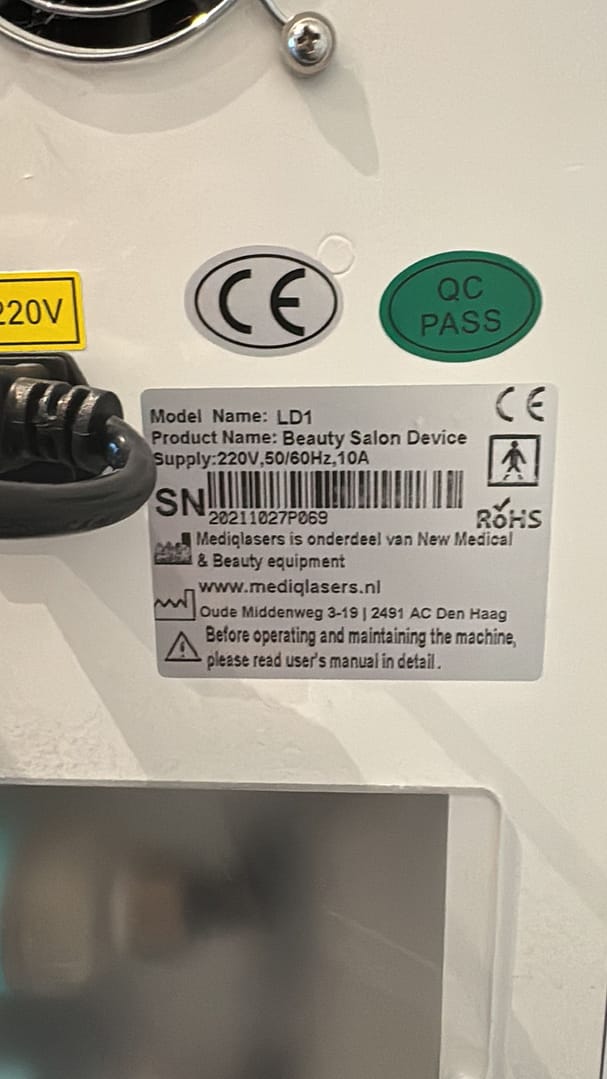 220V
CE
QC
PASS
Model Name: LD1
CE
Product Name: Beauty Salon Device
Supply:220V,50/60Hz,10A
SN
20211027P069
RoHS
Mediqlasers is onderdeel van New Medical
& Beauty equipment
www.mediqlasers.nl
Oude Middenweg 3-19 | 2491 AC Den Haag
Before operating and maintaining the machine,
please read user's manual in detail.